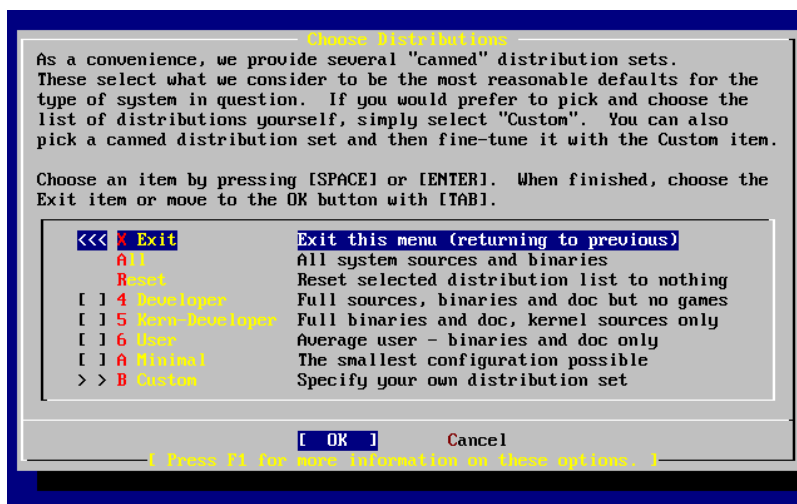 Choose Distributions
As a convenience, we provide several "canned" distribution sets.
These select what we consider to be the most reasonable defaults for the
type of system in question.  If you would prefer to pick and choose the
list of distributions yourself, simply select "Custom".  You can also
pick a canned distribution set and then fine-tune it with the Custom item.
Choose an item by pressing [SPACE] or [ENTER].  When finished, choose the
Exit item or move to the OK button with [TAB].
<<< X Exit Exit this menu (returning to previous)
All All system sources and binaries
Reset Reset selected distribution list to nothing
[ ] 4 Developer Full sources, binaries and doc but no games
[ ] 5 Kern-Developer Full binaries and doc, kernel sources only
[ ] 6 User Average user - binaries and doc only
[ ] A Minimal The smallest configuration possible
> > B Custom Specify your own distribution set
[ OK ] Cancel
[ Press F1 for more information on these options. ]